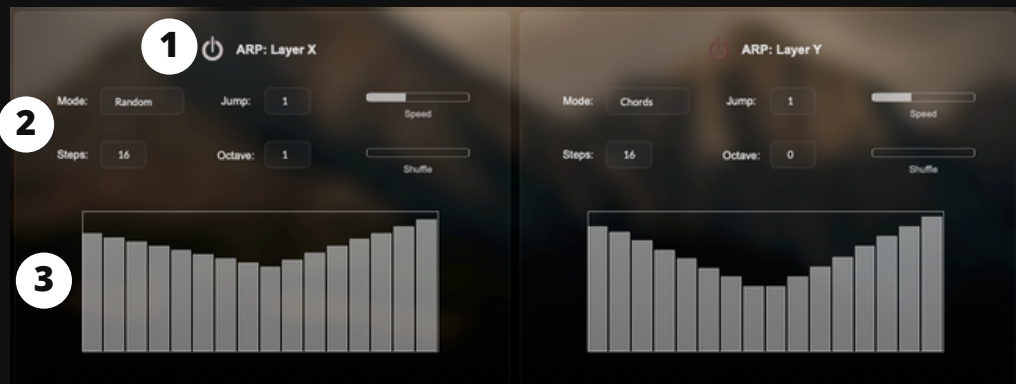 1 ARP: Layer X
2 Mode: Random Jump: 1
Speed
Steps: 16 Octave: 1
Shuffle
3
ARP: Layer Y
Mode: Chords Jump: 1
Speed
Steps: 16 Octave: 0
Shuffle